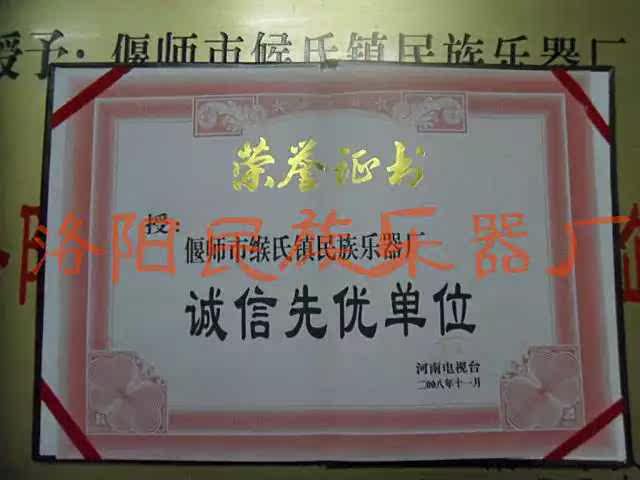 授予：偃师市候氏镇民族乐器厂
荣誉证书
授：
偃师市缑氏镇民族乐器厂
洛阳民族乐器厂
诚信先优单位
河南电视台
二00八年十一月